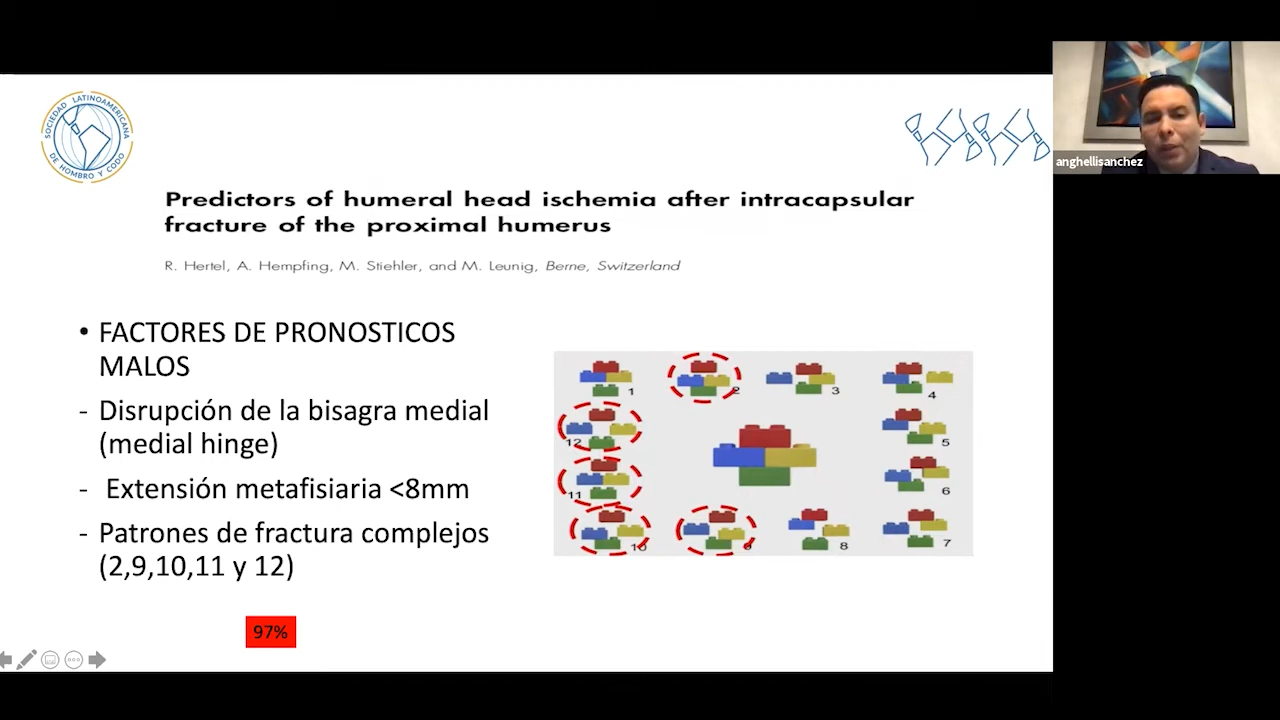 SOCIEDAD LATINOAMERICANA
DE HOMBRO Y CODO
anghellisanchez
Predictors of humeral head ischemia after intracapsular
fracture of the proximal humerus
R. Hertel, A. Hempfing, M. Stiehler, and M. Leunig, Berne, Switzerland
• FACTORES DE PRONOSTICOS
MALOS
- Disrupción de la bisagra medial
(medial hinge)
- Extensión metafisiaria <8mm
- Patrones de fractura complejos
(2,9,10,11 y 12)
97%
1
2
3
4
12
5
11
6
10
9
8
7